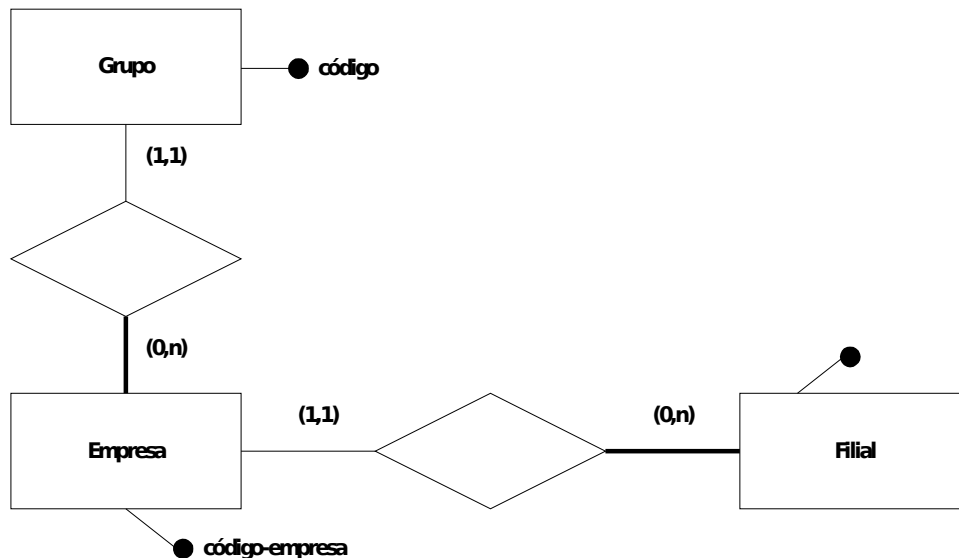 Grupo
código
(1,1)
(0,n)
(1,1)
(0,n)
Empresa
Filial
código-empresa